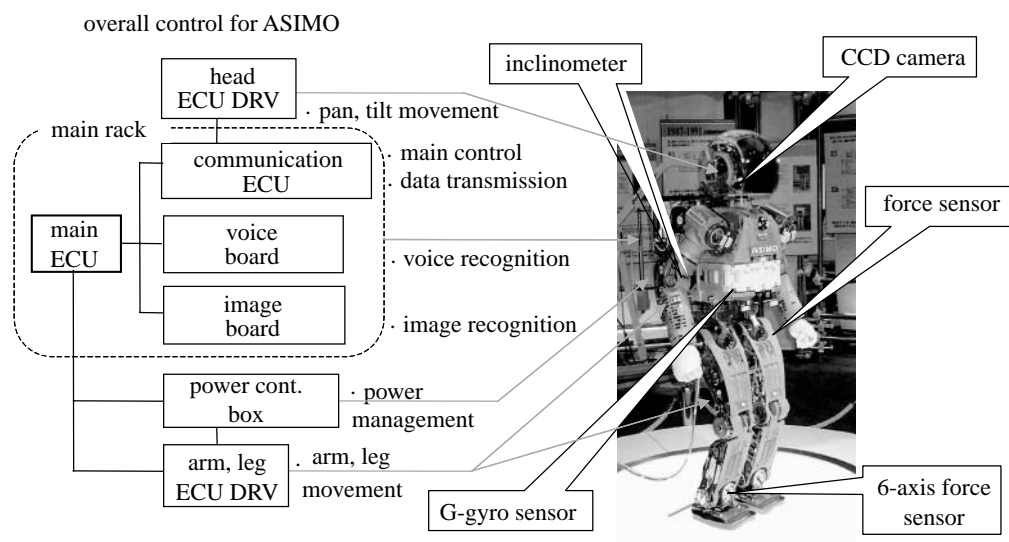 overall control for ASIMO
head
ECU DRV
· pan, tilt movement
main rack
communication
ECU
· main control
· data transmission
main
ECU
voice
board
· voice recognition
image
board
· image recognition
power cont.
box
· power
management
arm, leg
ECU DRV
· arm, leg
movement
inclinometer
CCD camera
force sensor
G-gyro sensor
6-axis force
sensor
1987-1991
ASIMO